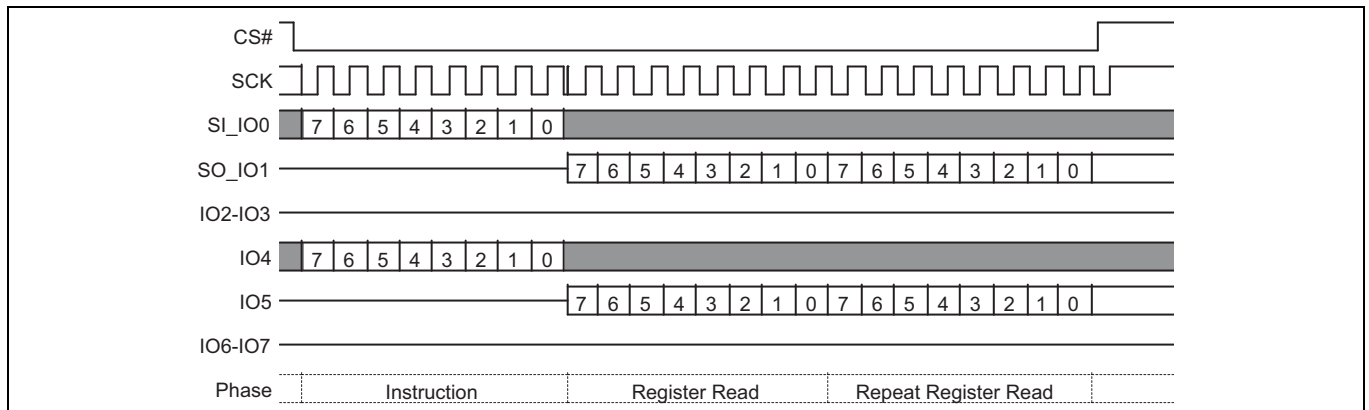 CS#
SCK
SI_IO0 7 6 5 4 3 2 1 0
SO_IO1 7 6 5 4 3 2 1 0 7 6 5 4 3 2 1 0
IO2-IO3
IO4 7 6 5 4 3 2 1 0
IO5 7 6 5 4 3 2 1 0 7 6 5 4 3 2 1 0
IO6-IO7
Phase Instruction Register Read Repeat Register Read